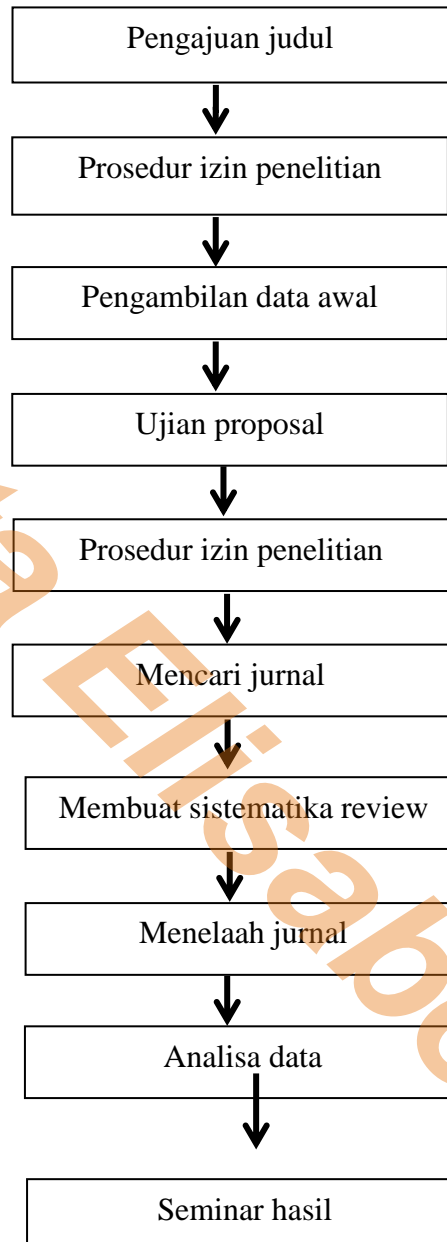 Pengajuan judul
Prosedur izin penelitian
Pengambilan data awal
Ujian proposal
Prosedur izin penelitian
Mencari jurnal
Membuat sistematika review
Menelaah jurnal
Analisa data
Seminar hasil